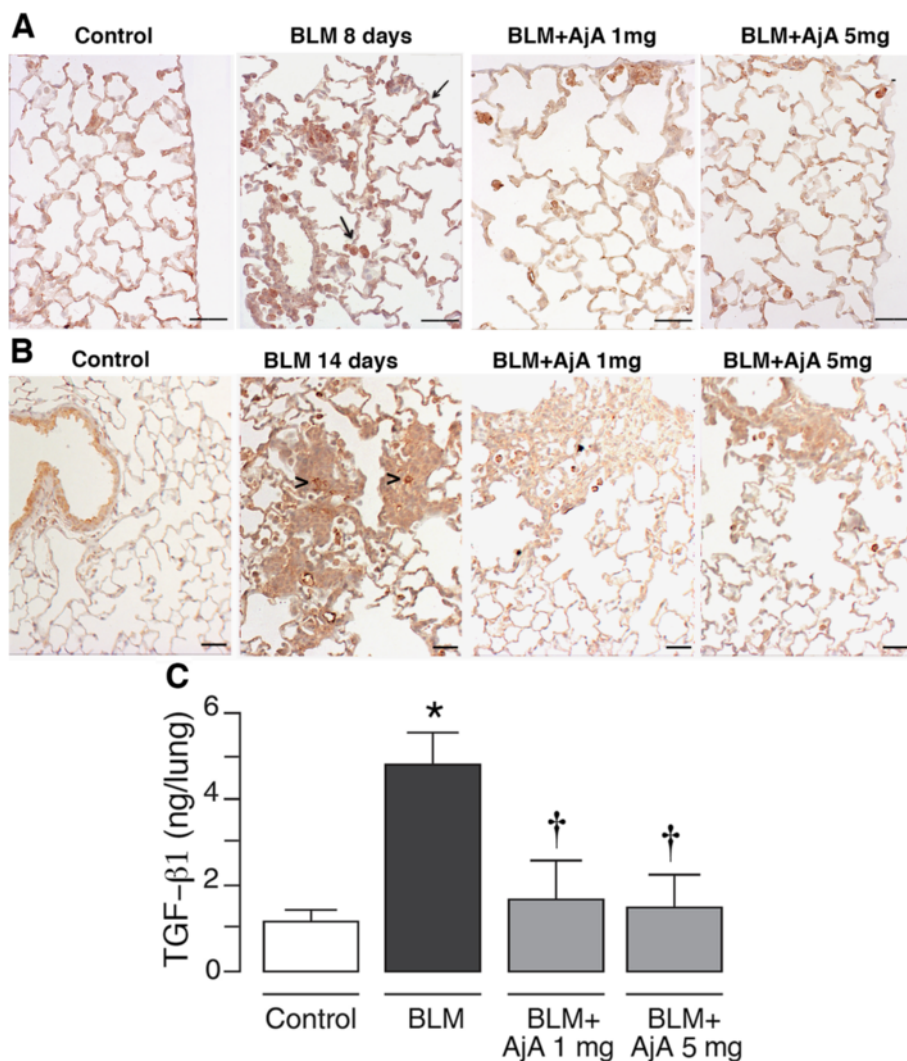 A
Control
BLM 8 days
BLM+AjA 1mg
BLM+AjA 5mg
B
Control
BLM 14 days
BLM+AjA 1mg
BLM+AjA 5mg
>
>
C
TGF-β1 (ng/lung)
6
4
2
0
*
†
†
Control
BLM
BLM+
AjA 1 mg
BLM+
AjA 5 mg